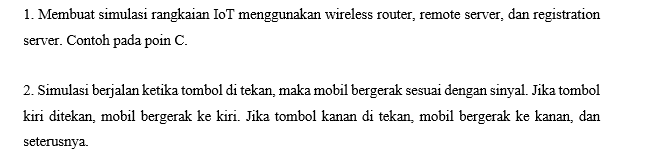 1. Membuat simulasi rangkaian IoT menggunakan wireless router, remote server, dan registration
server. Contoh pada poin C.
2. Simulasi berjalan ketika tombol di tekan, maka mobil bergerak sesuai dengan sinyal. Jika tombol
kiri ditekan, mobil bergerak ke kiri. Jika tombol kanan di tekan, mobil bergerak ke kanan, dan
seterusnya.